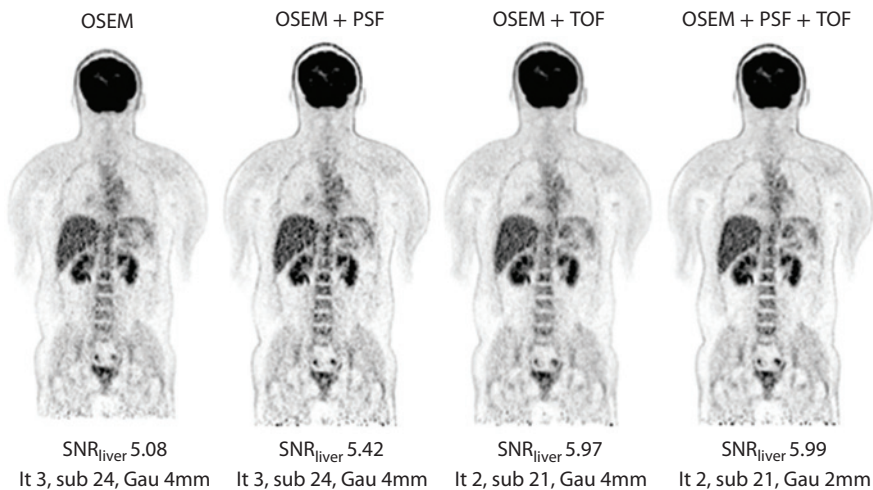 OSEM
OSEM + PSF
OSEM + TOF
OSEM + PSF + TOF
SNRliver 5.08
SNRliver 5.42
SNRliver 5.97
SNRliver 5.99
It 3, sub 24, Gau 4mm
It 3, sub 24, Gau 4mm
It 2, sub 21, Gau 4mm
It 2, sub 21, Gau 2mm